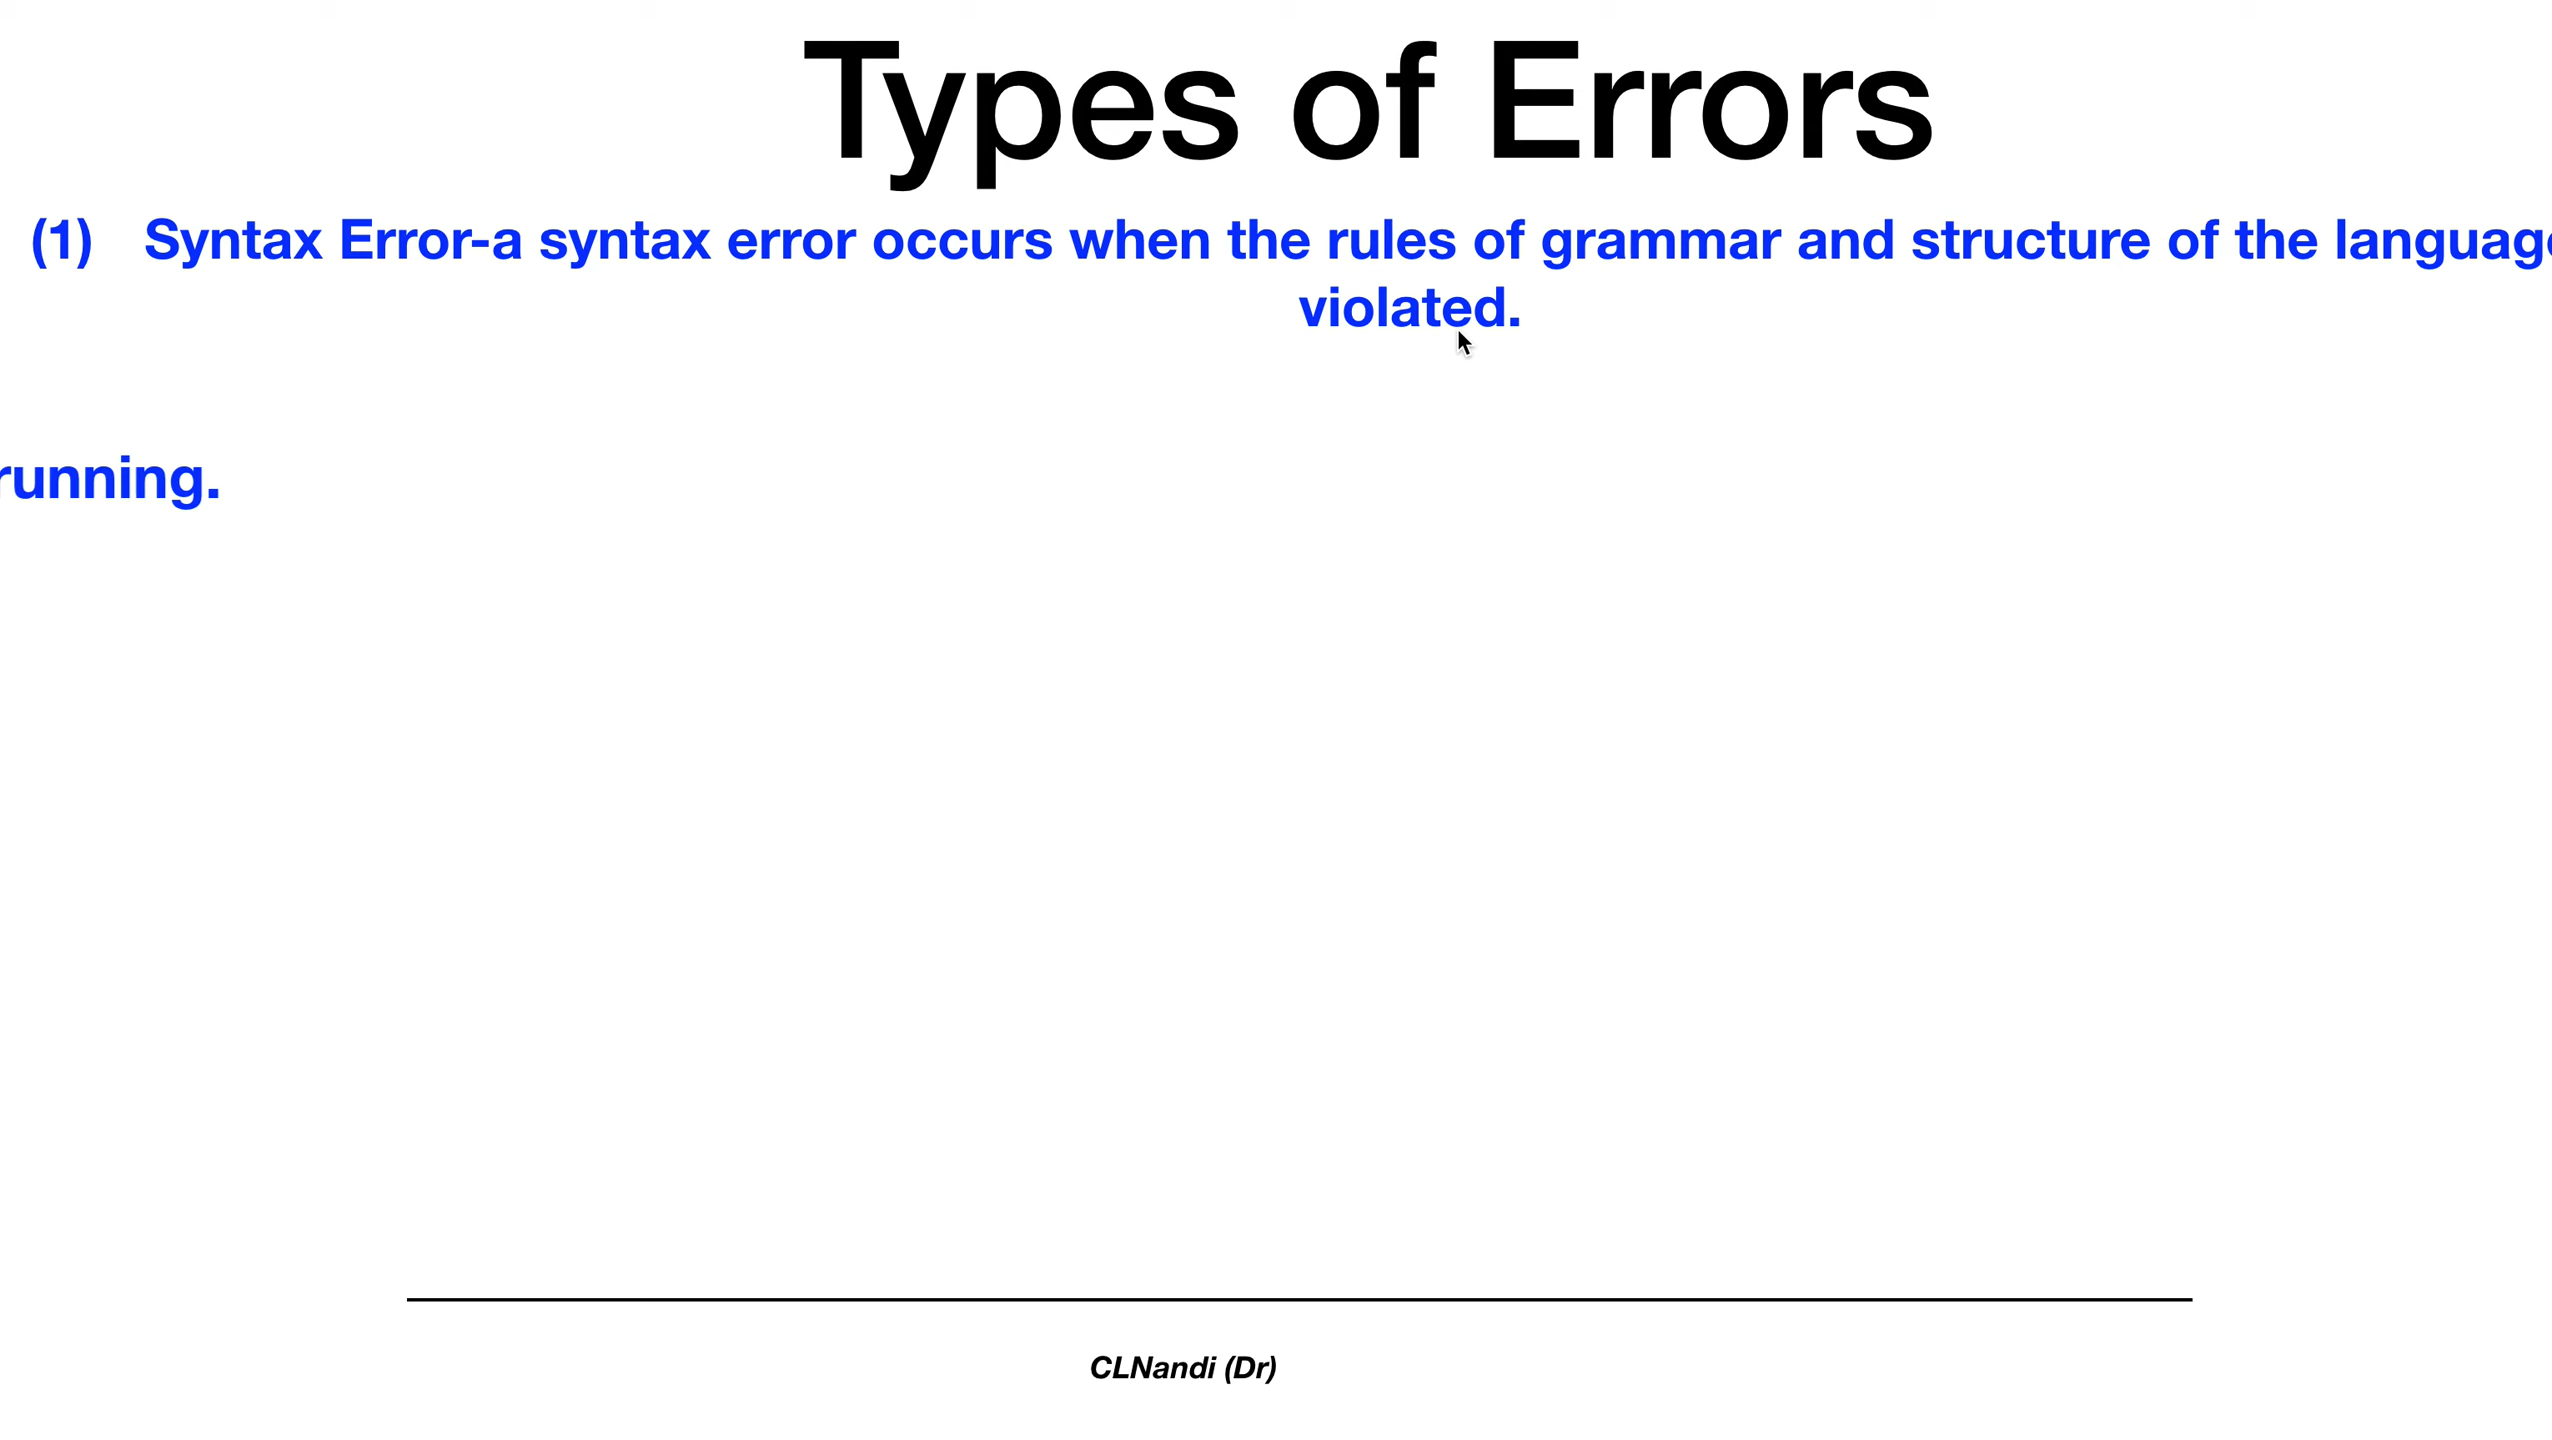 Types of Errors
(1) Syntax Error-a syntax error occurs when the rules of grammar and structure of the language
violated.
running.
CLNandi (Dr)